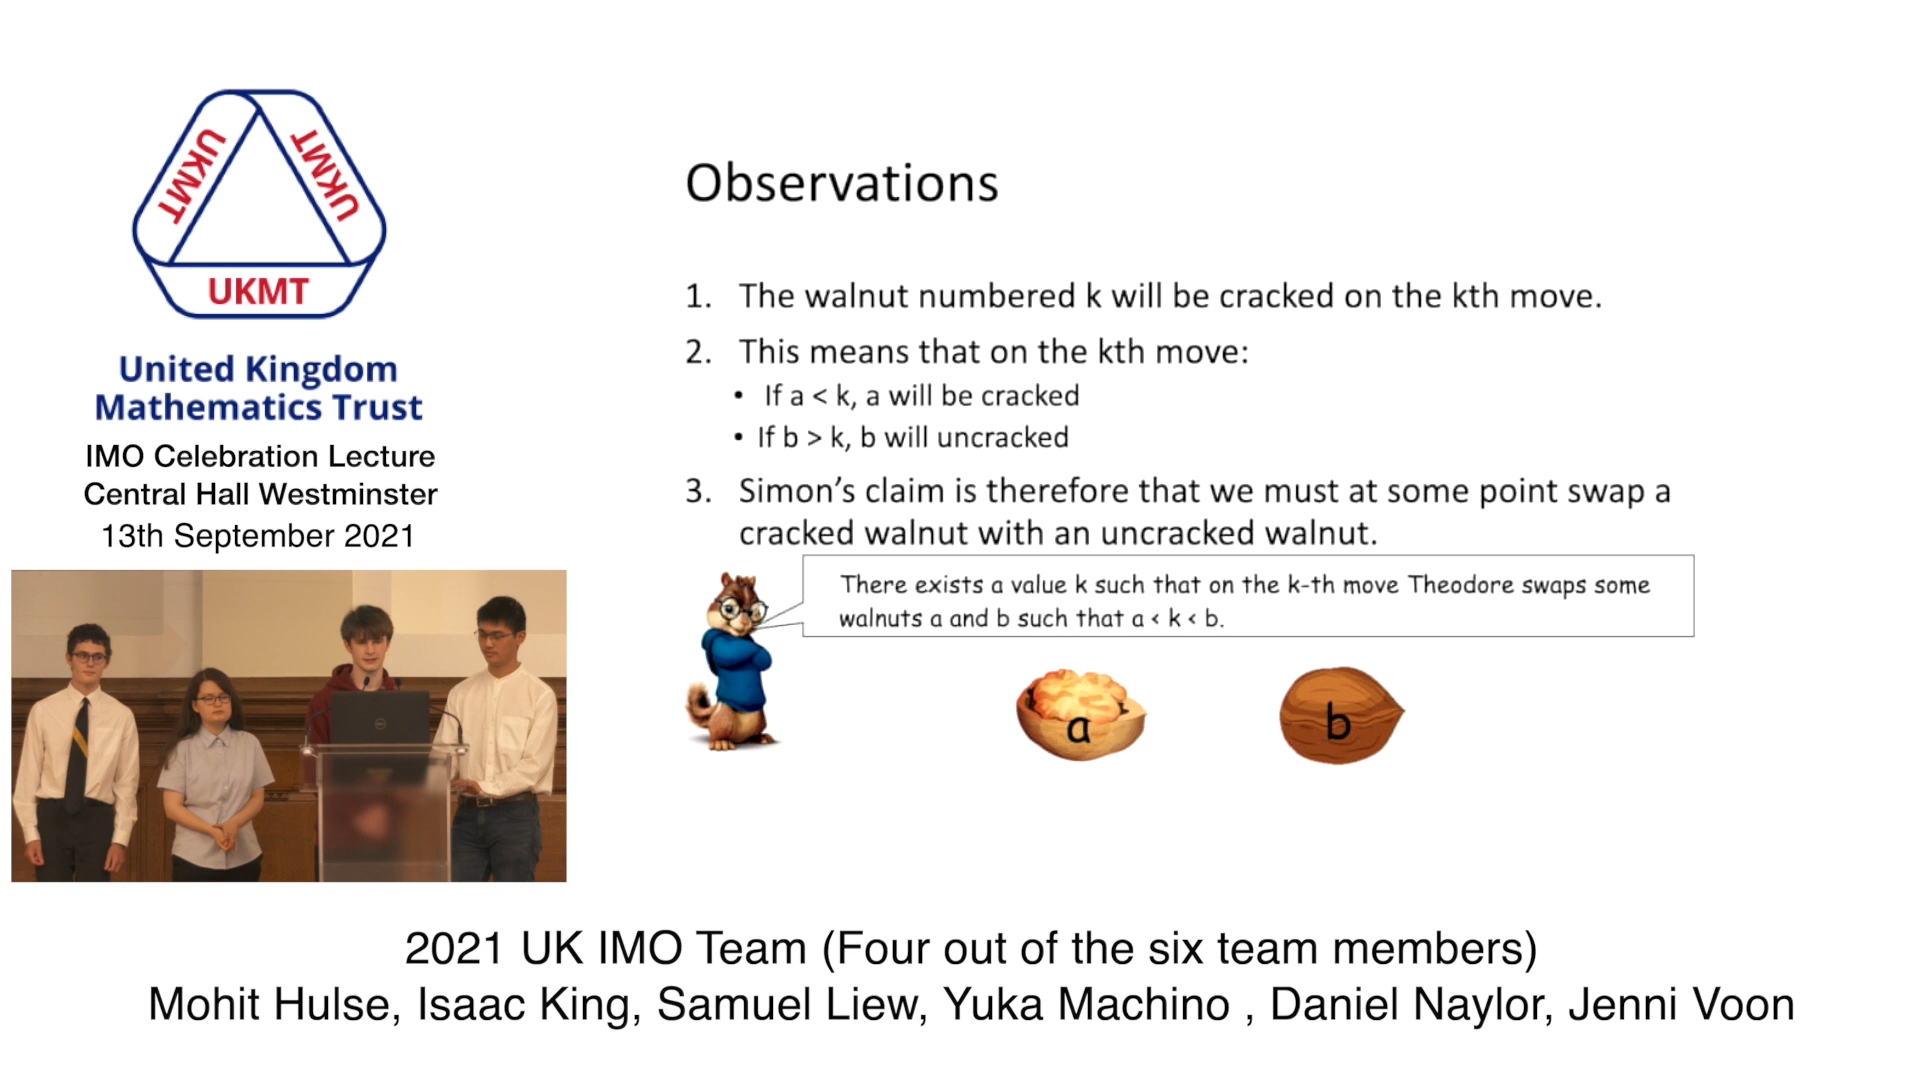 UKMT
UKMT
UKMT
United Kingdom
Mathematics Trust
IMO Celebration Lecture
Central Hall Westminster
13th September 2021
Observations
1. The walnut numbered k will be cracked on the kth move.
2. This means that on the kth move:
• If a < k, a will be cracked
• If b > k, b will uncracked
3. Simon's claim is therefore that we must at some point swap a
cracked walnut with an uncracked walnut.
There exists a value k such that on the k-th move Theodore swaps some
walnuts a and b such that a < k < b.
a
b
2021 UK IMO Team (Four out of the six team members)
Mohit Hulse, Isaac King, Samuel Liew, Yuka Machino , Daniel Naylor, Jenni Voon